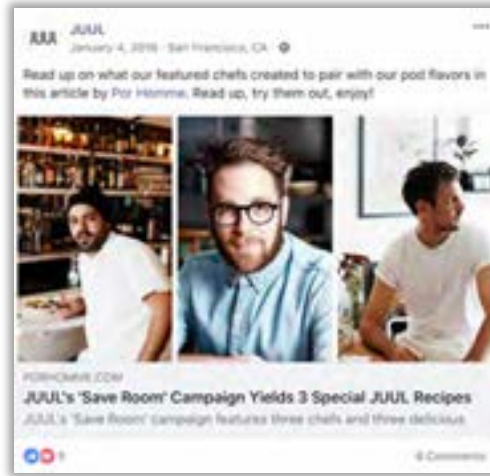 JUUL
JUUL
January 4, 2016 · San Francisco, CA
Read up on what our featured chefs created to pair with our pod flavors in
this article by Por Homme. Read up, try them out, enjoy!
PORHOMME.COM
JUUL's 'Save Room' Campaign Yields 3 Special JUUL Recipes
JUUL's 'Save Room' campaign features three chefs and three delicious
6 Comments